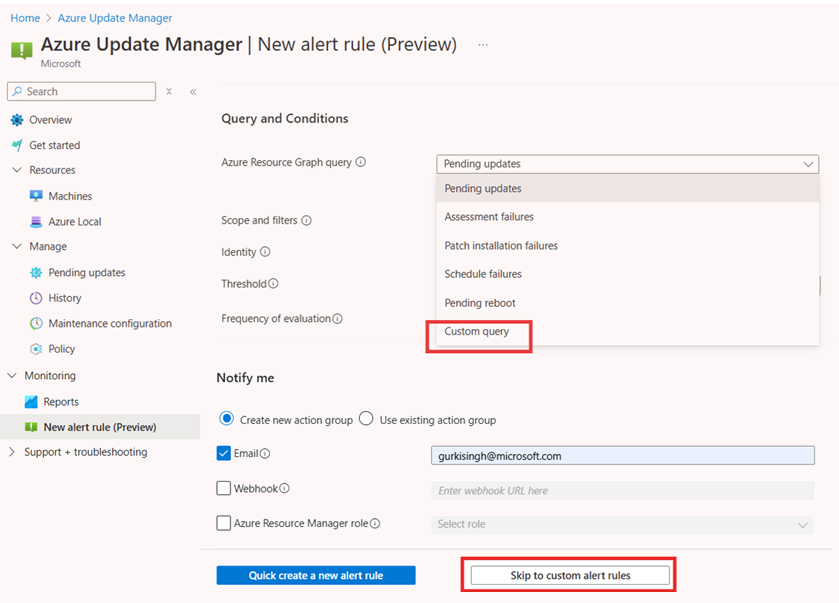 Home > Azure Update Manager
Azure Update Manager | New alert rule (Preview) ...
Microsoft
Search
Overview
Get started
Resources
Machines
Azure Local
Manage
Pending updates
History
Maintenance configuration
Policy
Monitoring
Reports
New alert rule (Preview)
Support + troubleshooting
Query and Conditions
Azure Resource Graph query
Pending updates
Pending updates
Assessment failures
Patch installation failures
Schedule failures
Pending reboot
Custom query
Scope and filters
Identity
Threshold
Frequency of evaluation
Notify me
Create new action group Use existing action group
Email gurkisingh@microsoft.com
Webhook Enter webhook URL here
Azure Resource Manager role Select role
Quick create a new alert rule Skip to custom alert rules